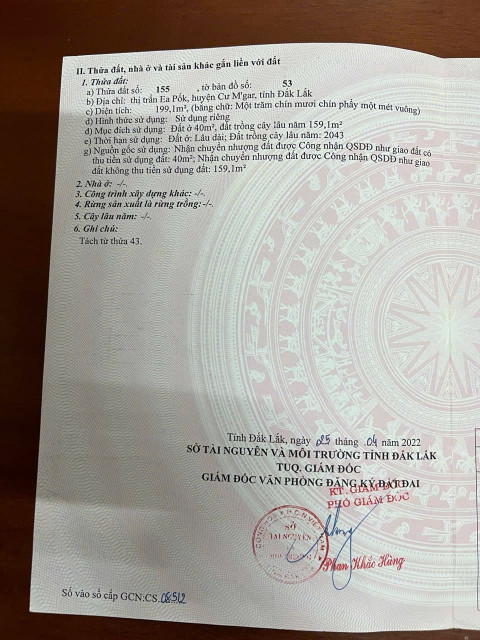 II. Thửa đất, nhà ở và tài sản khác gắn liền với đất
1. Thửa đất:
a) Thửa đất số: 155 , tờ bản đồ số: 53
b) Địa chỉ: thị trấn Ea Pốk, huyện Cư M'gar, tỉnh Đắk Lắk
c) Diện tích: 199,1m², (bằng chữ: Một trăm chín mươi chín phẩy một mét vuông)
d) Hình thức sử dụng: Sử dụng riêng
đ) Mục đích sử dụng: Đất ở 40m², đất trồng cây lâu năm 159,1m²
e) Thời hạn sử dụng: Đất ở: Lâu dài; Đất trồng cây lâu năm: 2043
g) Nguồn gốc sử dụng: Nhận chuyển nhượng đất được Công nhận QSDĐ như giao đất có
thu tiền sử dụng đất: 40m²; Nhận chuyển nhượng đất được Công nhận QSDĐ như giao
đất không thu tiền sử dụng đất: 159,1m²
2. Nhà ở: -/-.
3. Công trình xây dựng khác: -/-.
4. Rừng sản xuất là rừng trồng: -/-.
5. Cây lâu năm: -/-.
6. Ghi chú:
Tách từ thửa 43.
Tỉnh Đắk Lắk, ngày 25 tháng 04 năm 2022
SỞ TÀI NGUYÊN VÀ MÔI TRƯỜNG TỈNH ĐẮK LẮK
TUQ. GIÁM ĐỐC
GIÁM ĐỐC VĂN PHÒNG ĐĂNG KÝ ĐẤT ĐAI
KT. GIÁM ĐỐC
PHÓ GIÁM ĐỐC
SỞ
TÀI NGUYÊN
Phan Khắc Hùng
Số vào sổ cấp GCN:CS.08512